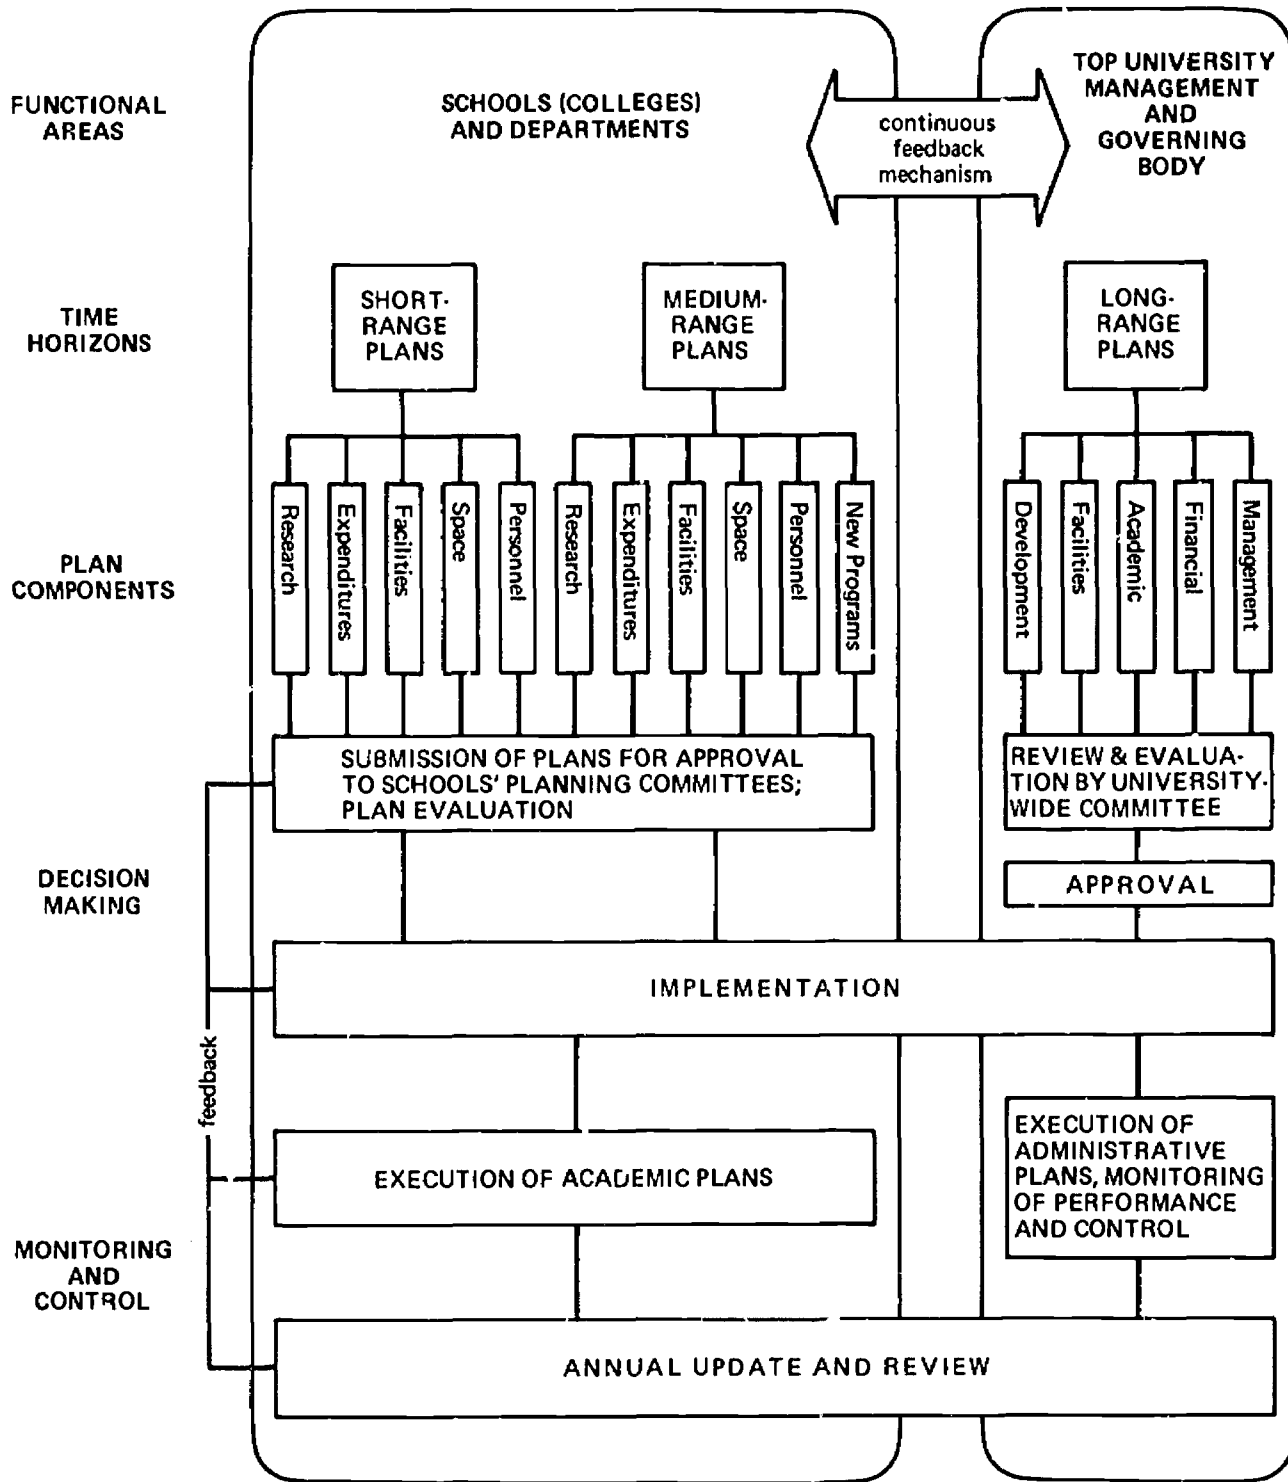 FUNCTIONAL
AREAS
SCHOOLS (COLLEGES)
AND DEPARTMENTS
continuous
feedback
mechanism
TOP UNIVERSITY
MANAGEMENT
AND
GOVERNING
BODY
TIME
HORIZONS
SHORT-
RANGE
PLANS
MEDIUM-
RANGE
PLANS
LONG-
RANGE
PLANS
PLAN
COMPONENTS
Research
Expenditures
Facilities
Space
Personnel
Research
Expenditures
Facilities
Space
Personnel
New Programs
Development
Facilities
Academic
Financial
Management
SUBMISSION OF PLANS FOR APPROVAL
TO SCHOOLS' PLANNING COMMITTEES;
PLAN EVALUATION
REVIEW & EVALUA-
TION BY UNIVERSITY-
WIDE COMMITTEE
DECISION
MAKING
APPROVAL
IMPLEMENTATION
feedback
EXECUTION OF ACADEMIC PLANS
EXECUTION OF
ADMINISTRATIVE
PLANS, MONITORING
OF PERFORMANCE
AND CONTROL
MONITORING
AND
CONTROL
ANNUAL UPDATE AND REVIEW